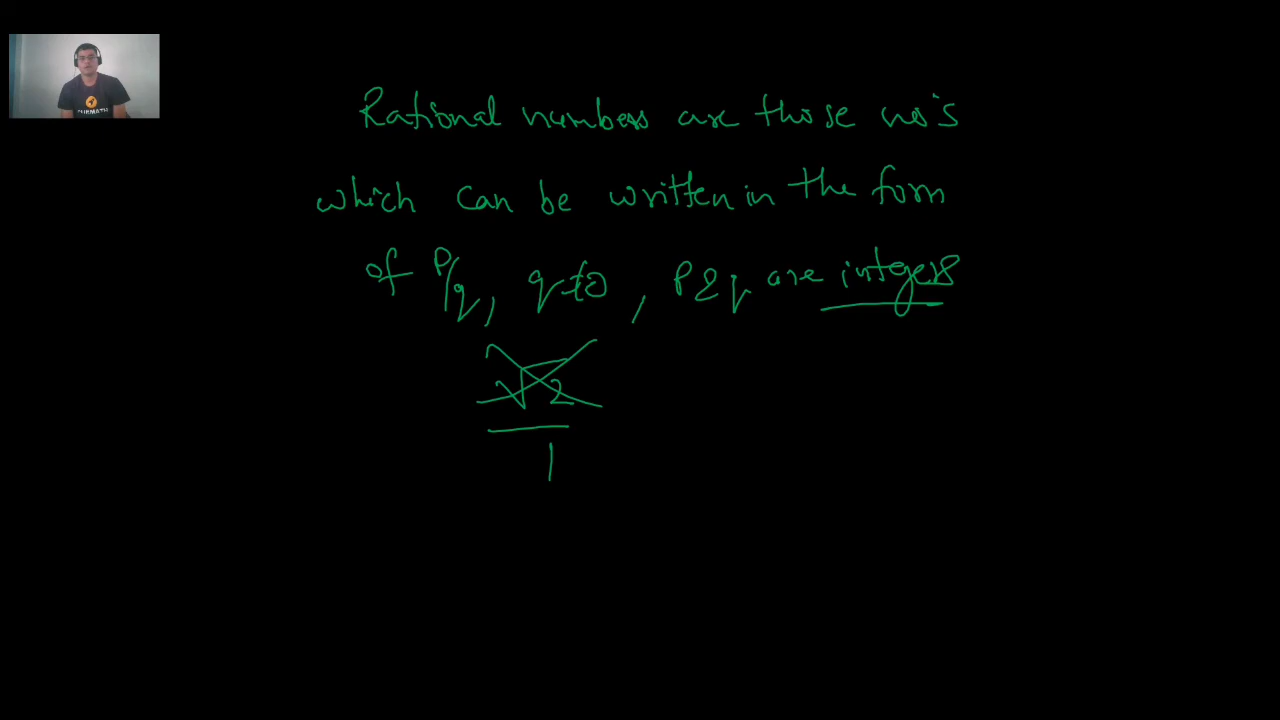 Rational numbers are those no's
which can be written in the form
of P/q, q≠0, P & q are integers
√2
1